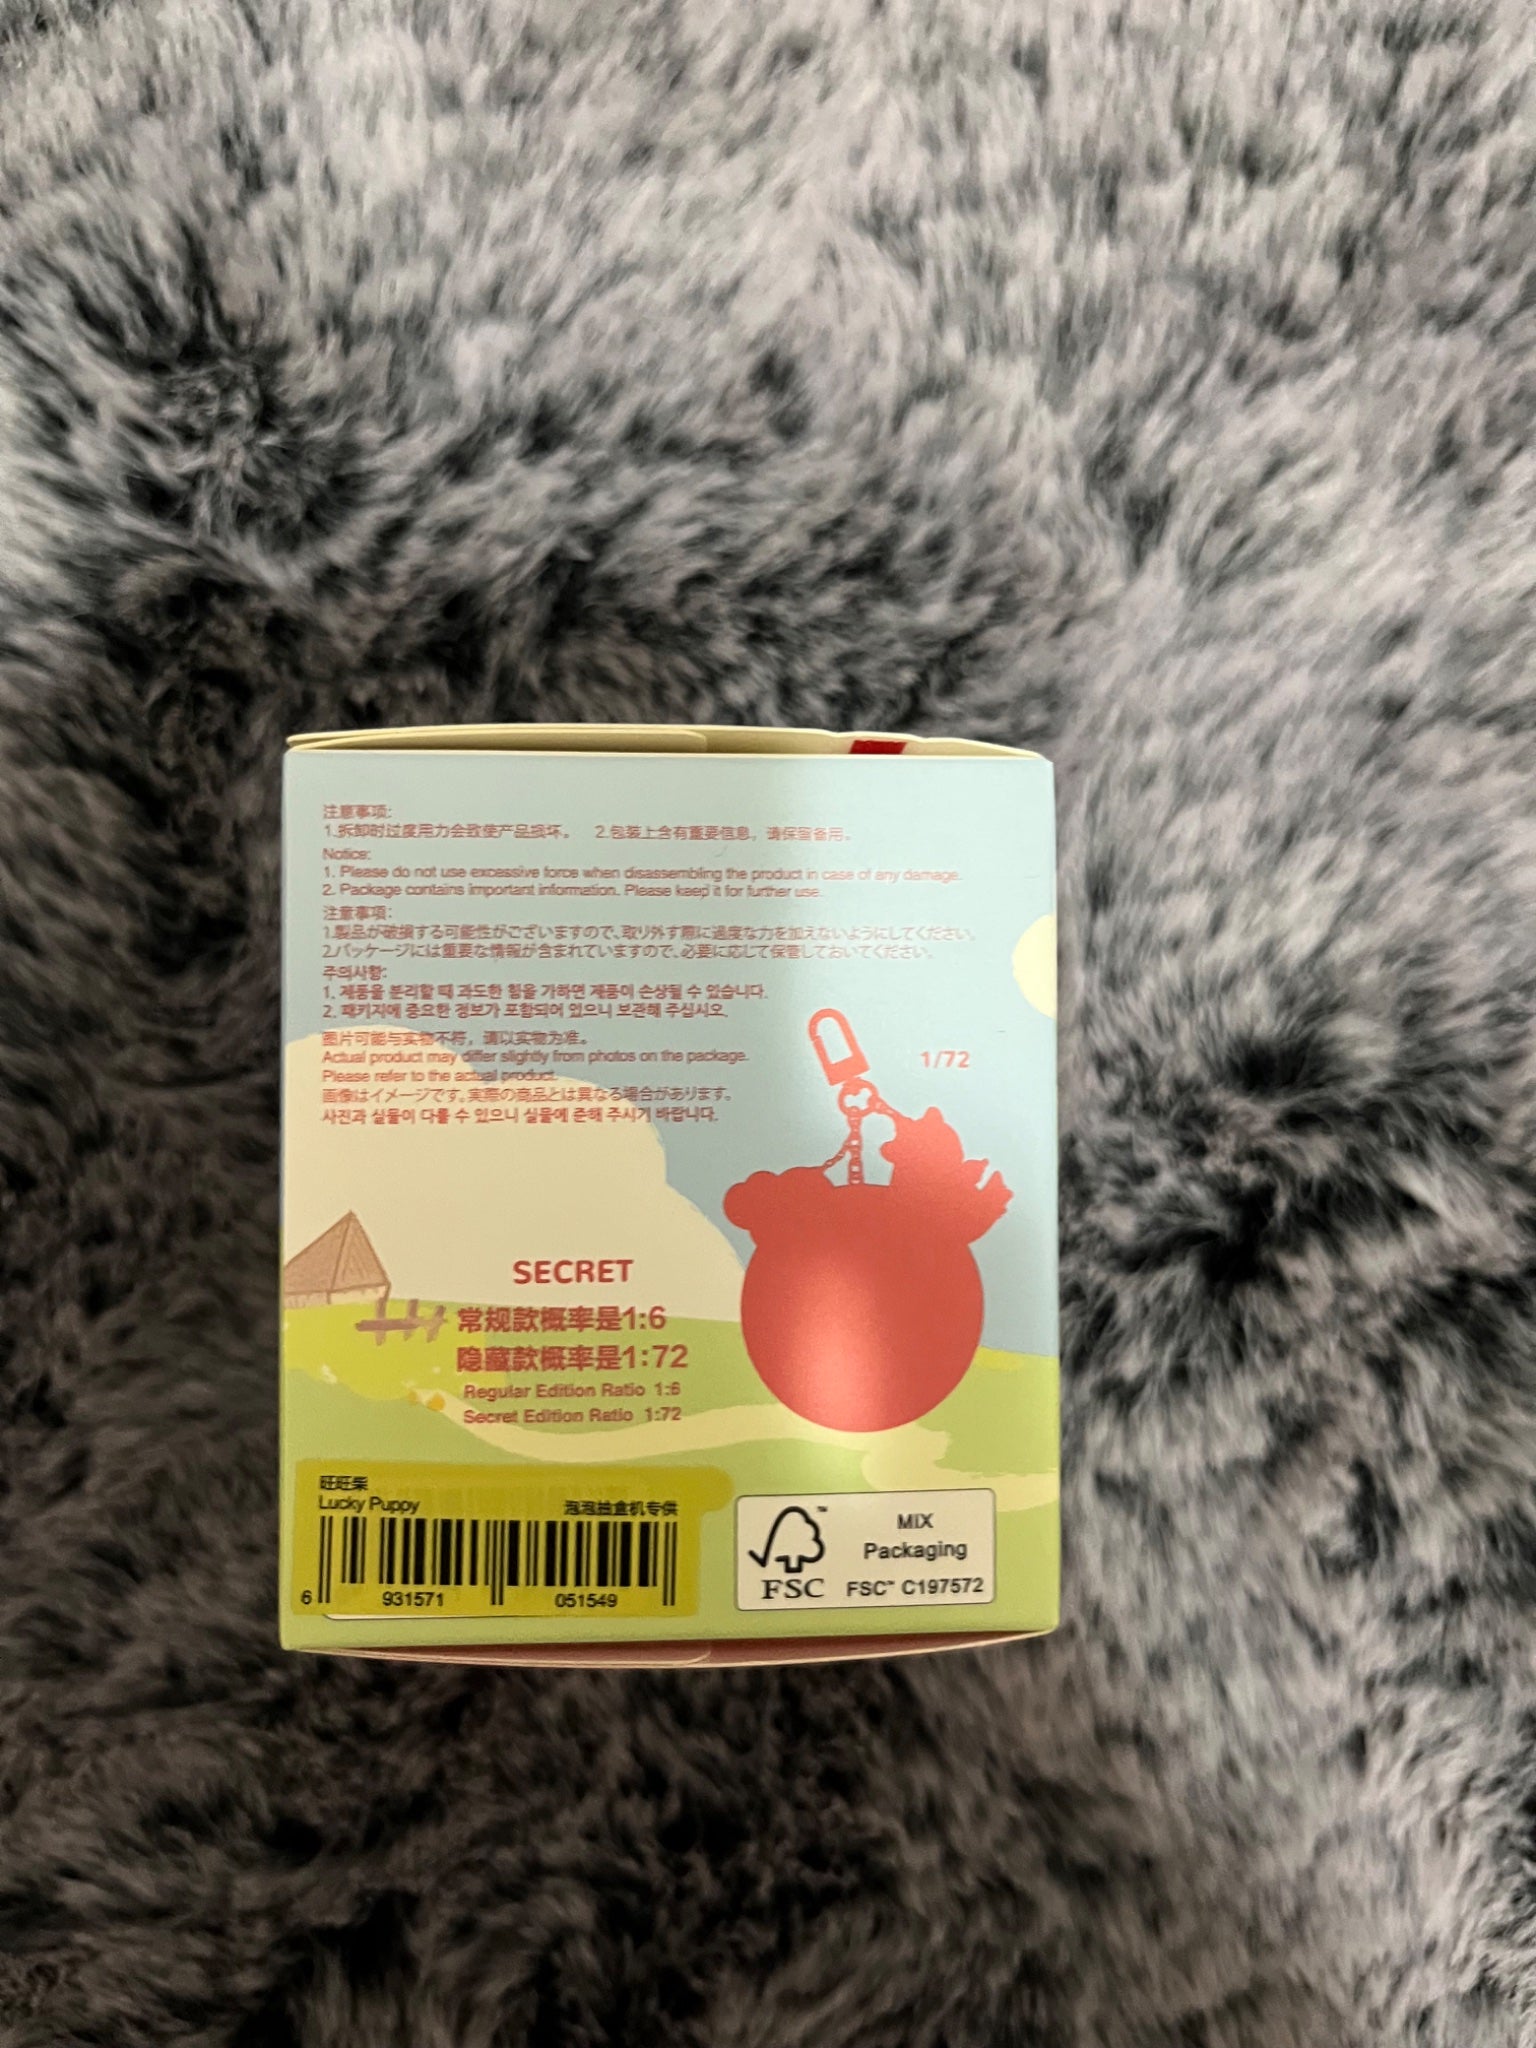 注意事项:
1.拆卸时过度用力会致使产品损坏。 2.包装上含有重要信息，请保留备用。
Notice:
1. Please do not use excessive force when disassembling the product in case of any damage.
2. Package contains important information. Please keep it for further use.
注意事項:
1.製品が破損する可能性がございますので、取り外す際に過度な力を加えないようにしてください。
2.パッケージには重要な情報が含まれていますので、必要に応じて保管しておいてください。
주의사항:
1. 제품을 분리할 때 과도한 힘을 가하면 제품이 손상될 수 있습니다.
2. 패키지에 중요한 정보가 포함되어 있으니 보관해 주십시오.
图片可能与实物不符，请以实物为准。
Actual product may differ slightly from photos on the package.
Please refer to the actual product.
画像はイメージです。実際の商品とは異なる場合があります。
사진과 실물이 다를 수 있으니 실물에 준해 주시기 바랍니다.
1/72
SECRET
常规款概率是1:6
隐藏款概率是1:72
Regular Edition Ratio 1:6
Secret Edition Ratio 1:72
旺旺柴
Lucky Puppy 泡泡抽盒机专供
6 931571 051549
FSC™
MIX
Packaging
FSC™ C197572